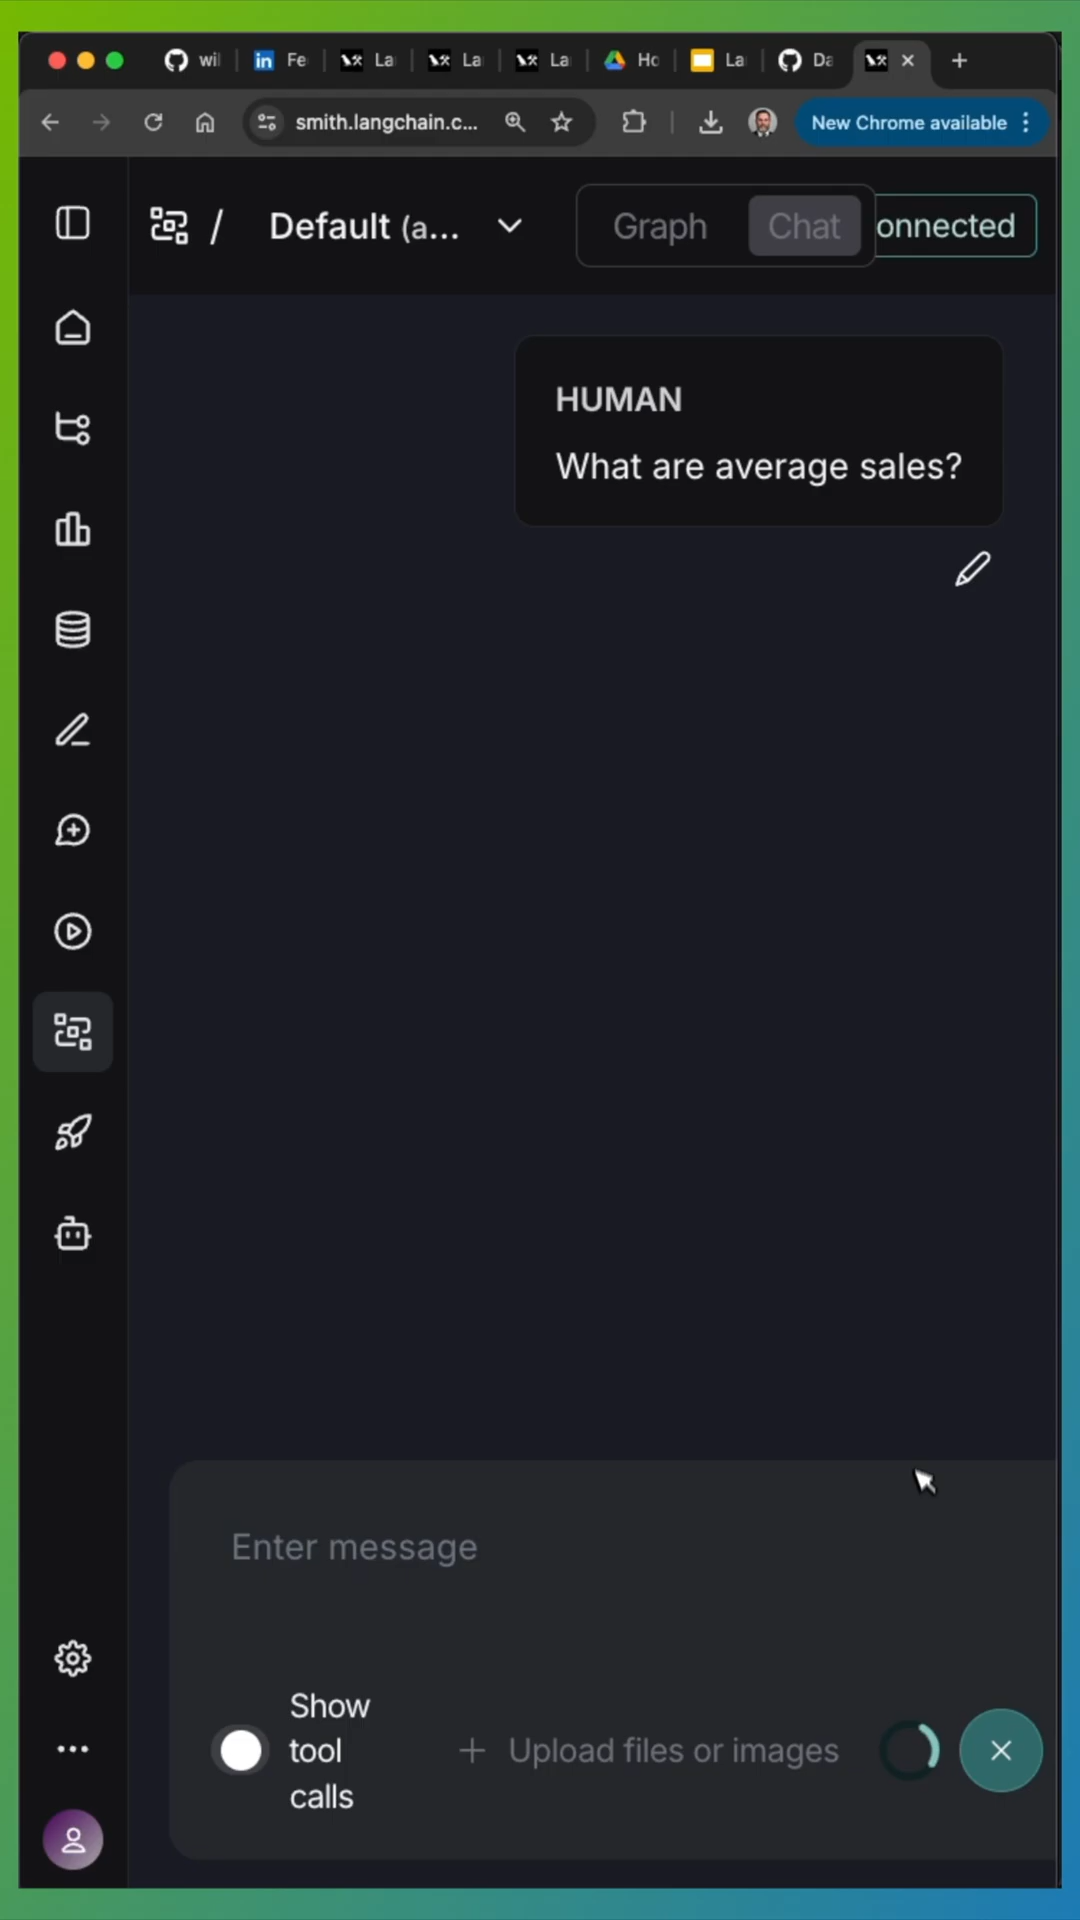 wi
Fe
La
La
La
Ho
La
Da
smith.langchain.c...
New Chrome available
/ Default (a...
Graph
Chat
onnected
HUMAN
What are average sales?
Enter message
Show
tool
calls
+ Upload files or images